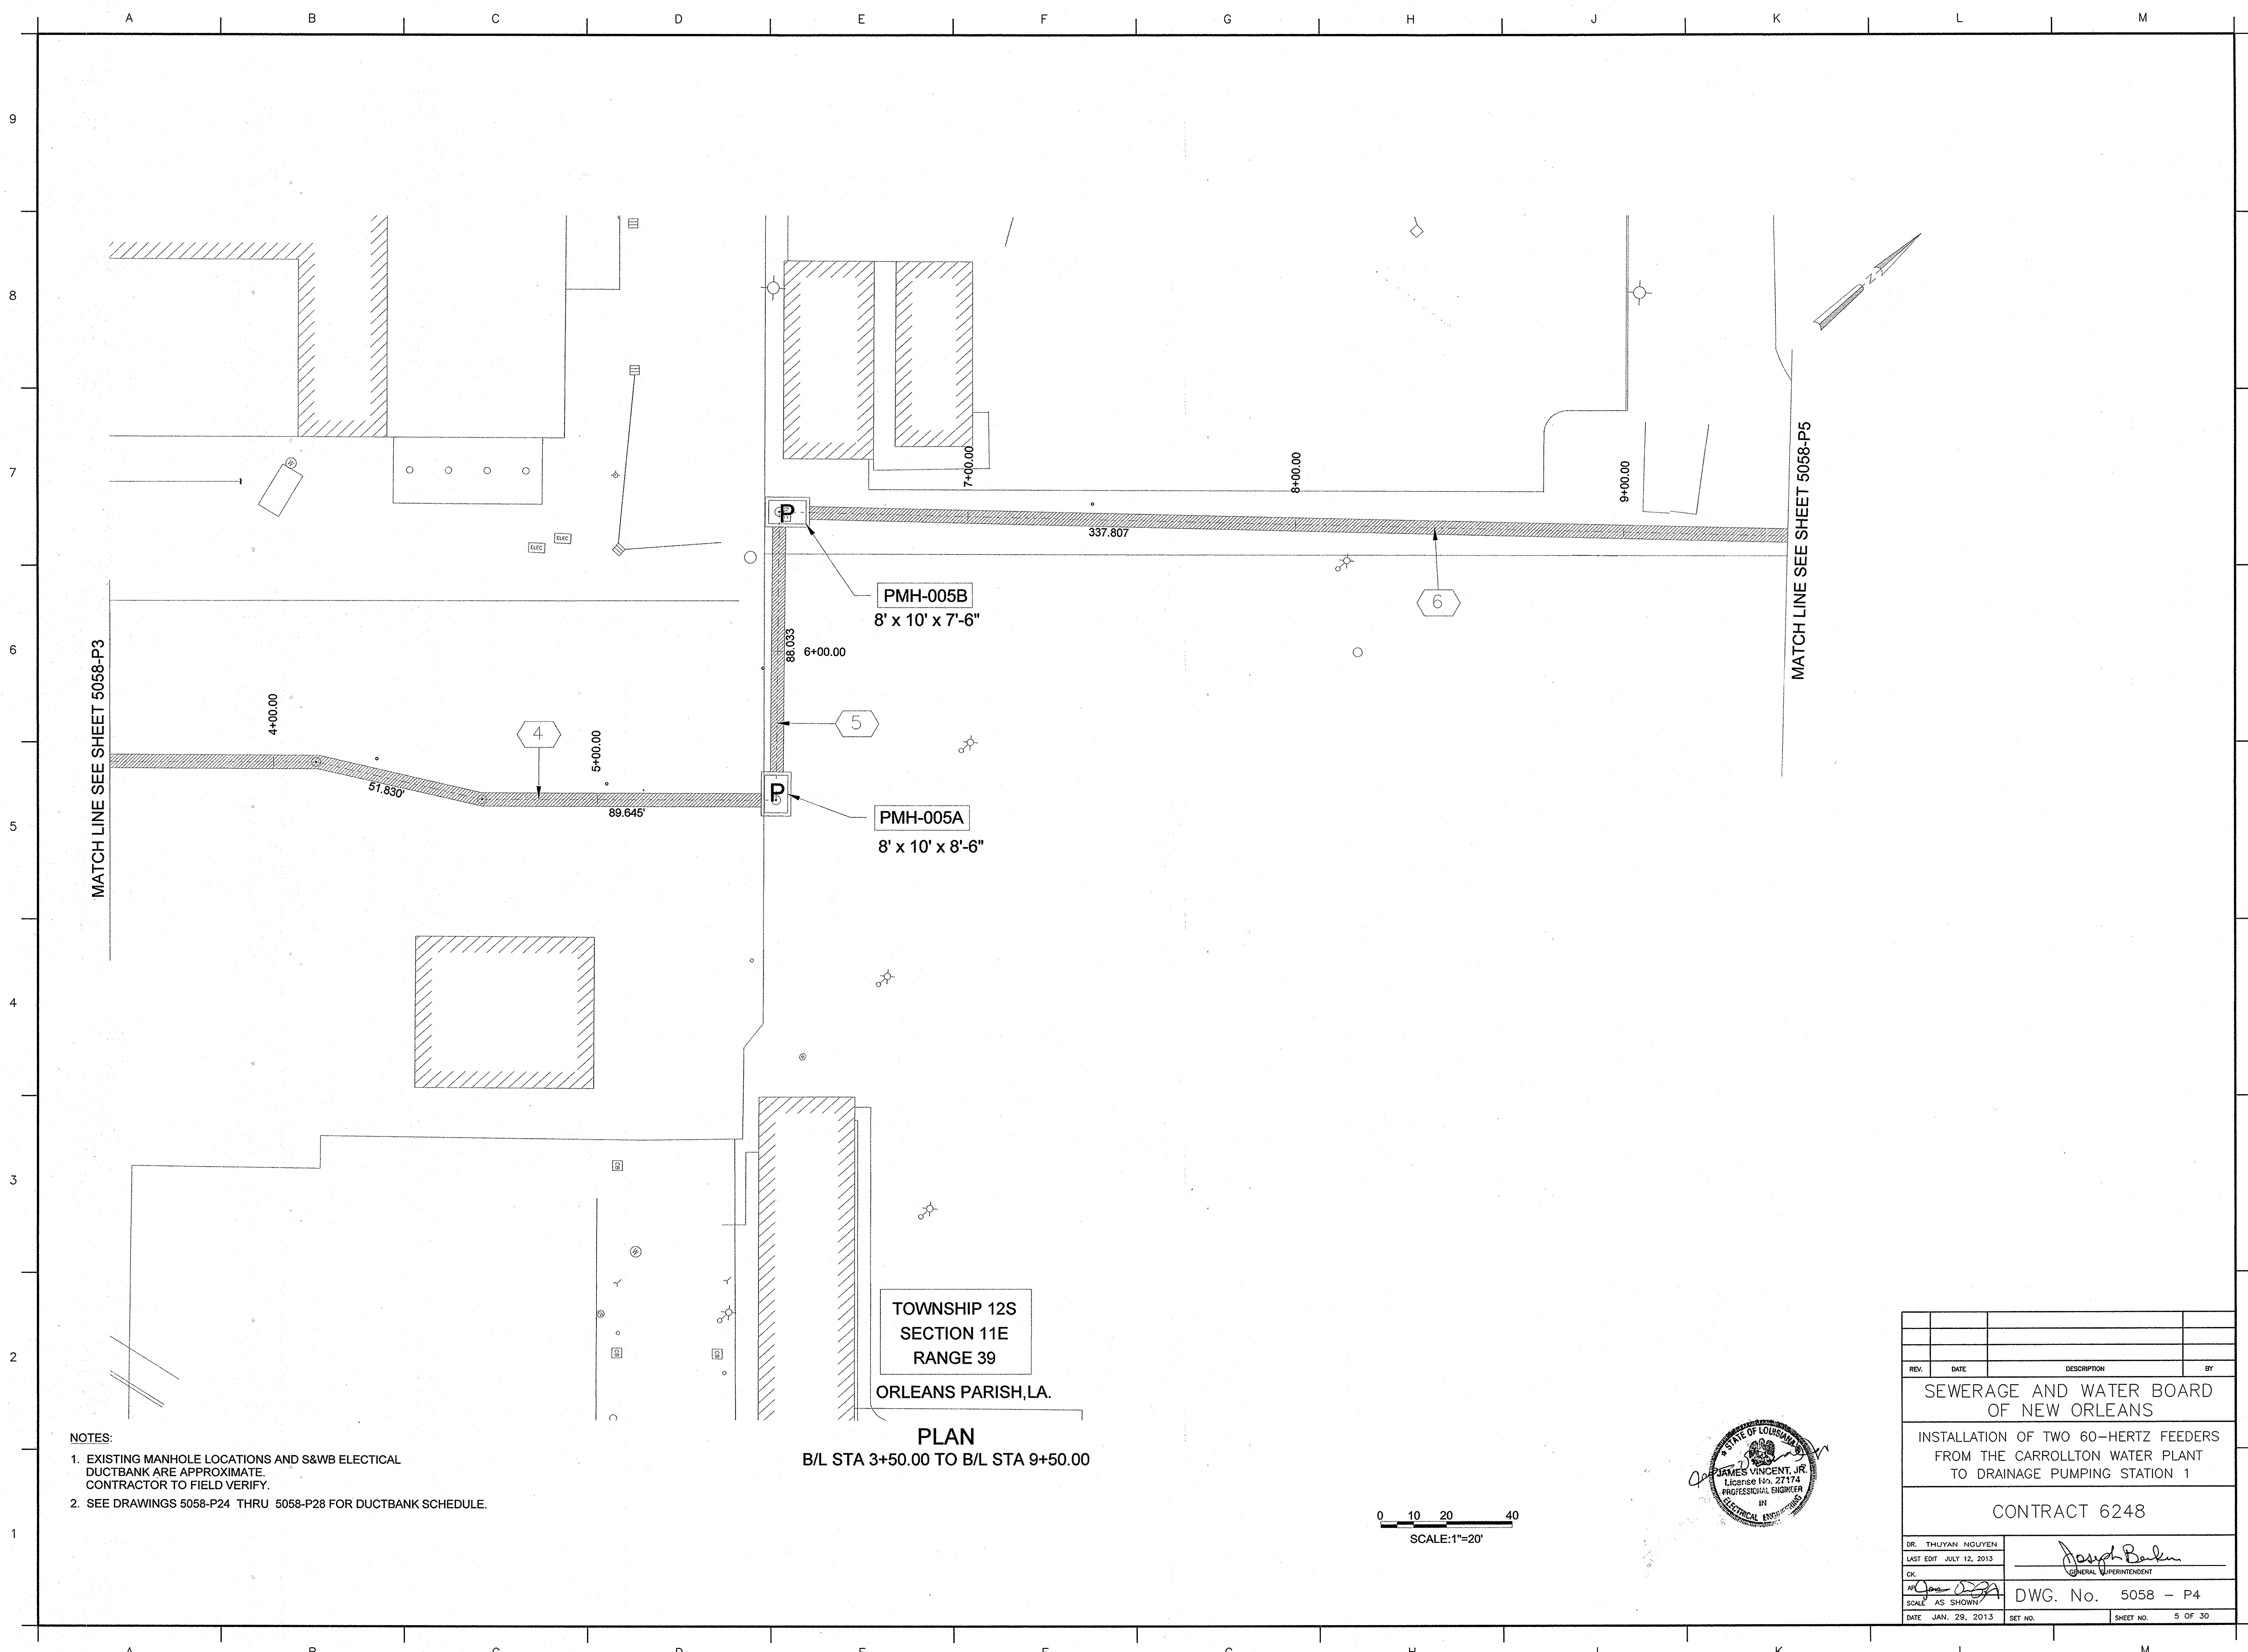 A B C D E F G H J K L M
9
8
7
6
5
4
3
2
1
MATCH LINE SEE SHEET 5058-P3
MATCH LINE SEE SHEET 5058-P5
N
4+00.00
5+00.00
6+00.00
7+00.00
8+00.00
9+00.00
51.830'
89.645'
88.033
337.807
4
5
6
P
P
ELEC
ELEC
PMH-005B
8' x 10' x 7'-6"
PMH-005A
8' x 10' x 8'-6"
CB
CB
CB
TOWNSHIP 12S
SECTION 11E
RANGE 39
ORLEANS PARISH,LA.
PLAN
B/L STA 3+50.00 TO B/L STA 9+50.00
NOTES:
1. EXISTING MANHOLE LOCATIONS AND S&WB ELECTICAL
DUCTBANK ARE APPROXIMATE.
CONTRACTOR TO FIELD VERIFY.
2. SEE DRAWINGS 5058-P24 THRU 5058-P28 FOR DUCTBANK SCHEDULE.
0 10 20 40
SCALE:1"=20'
STATE OF LOUISIANA
JAMES VINCENT, JR.
License No. 27174
PROFESSIONAL ENGINEER
IN
ELECTRICAL ENGINEERING
REV. DATE DESCRIPTION BY
SEWERAGE AND WATER BOARD
OF NEW ORLEANS
INSTALLATION OF TWO 60-HERTZ FEEDERS
FROM THE CARROLLTON WATER PLANT
TO DRAINAGE PUMPING STATION 1
CONTRACT 6248
DR. THUYAN NGUYEN
LAST EDIT JULY 12, 2013
CK.
GENERAL SUPERINTENDENT
AP
SCALE AS SHOWN
DWG. No. 5058 - P4
DATE JAN. 29, 2013
SET NO.
SHEET NO. 5 OF 30